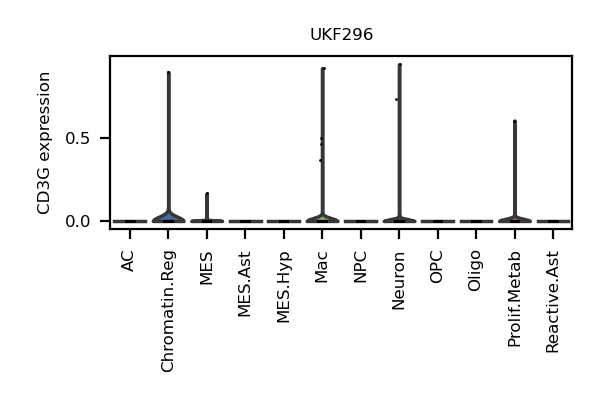 UKF296
CD3G expression
0.5
0.0
AC
Chromatin.Reg
MES
MES.Ast
MES.Hyp
Mac
NPC
Neuron
OPC
Oligo
Prolif.Metab
Reactive.Ast